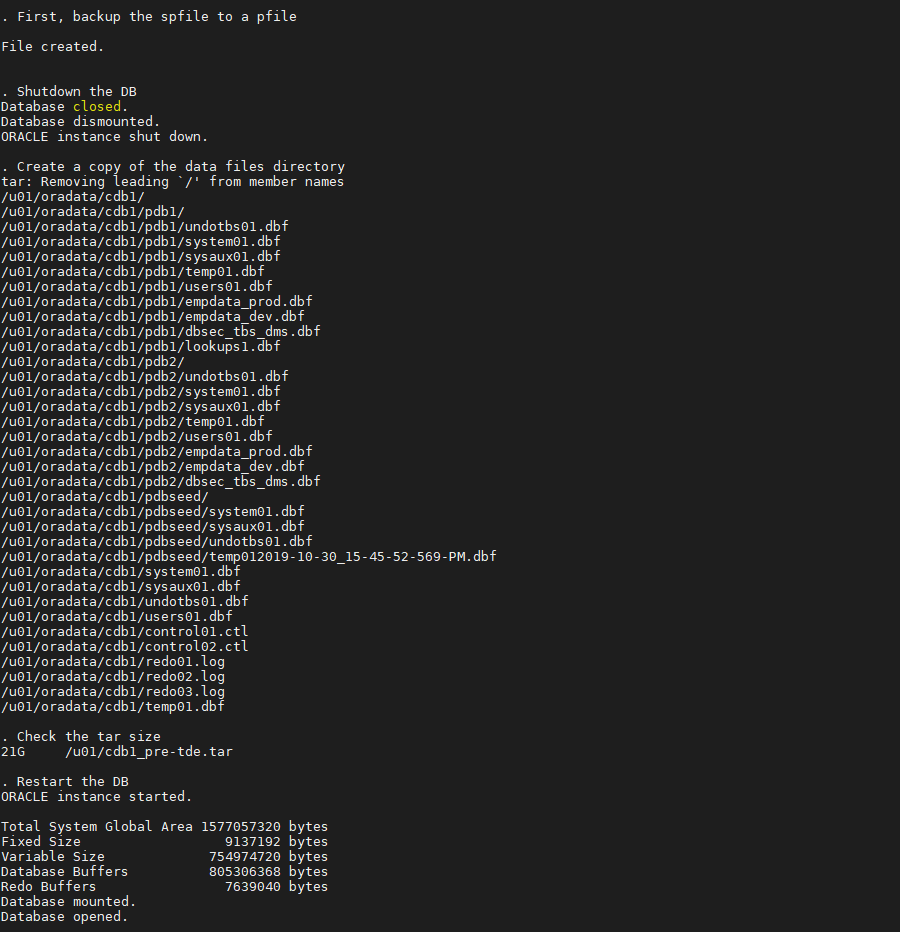 . First, backup the spfile to a pfile
File created.
. Shutdown the DB
Database closed.
Database dismounted.
ORACLE instance shut down.
. Create a copy of the data files directory
tar: Removing leading `/' from member names
/u01/oradata/cdb1/
/u01/oradata/cdb1/pdb1/
/u01/oradata/cdb1/pdb1/undotbs01.dbf
/u01/oradata/cdb1/pdb1/system01.dbf
/u01/oradata/cdb1/pdb1/sysaux01.dbf
/u01/oradata/cdb1/pdb1/temp01.dbf
/u01/oradata/cdb1/pdb1/users01.dbf
/u01/oradata/cdb1/pdb1/empdata_prod.dbf
/u01/oradata/cdb1/pdb1/empdata_dev.dbf
/u01/oradata/cdb1/pdb1/dbsec_tbs_dms.dbf
/u01/oradata/cdb1/pdb1/lookups1.dbf
/u01/oradata/cdb1/pdb2/
/u01/oradata/cdb1/pdb2/undotbs01.dbf
/u01/oradata/cdb1/pdb2/system01.dbf
/u01/oradata/cdb1/pdb2/sysaux01.dbf
/u01/oradata/cdb1/pdb2/temp01.dbf
/u01/oradata/cdb1/pdb2/users01.dbf
/u01/oradata/cdb1/pdb2/empdata_prod.dbf
/u01/oradata/cdb1/pdb2/empdata_dev.dbf
/u01/oradata/cdb1/pdb2/dbsec_tbs_dms.dbf
/u01/oradata/cdb1/pdbseed/
/u01/oradata/cdb1/pdbseed/system01.dbf
/u01/oradata/cdb1/pdbseed/sysaux01.dbf
/u01/oradata/cdb1/pdbseed/undotbs01.dbf
/u01/oradata/cdb1/pdbseed/temp012019-10-30_15-45-52-569-PM.dbf
/u01/oradata/cdb1/system01.dbf
/u01/oradata/cdb1/sysaux01.dbf
/u01/oradata/cdb1/undotbs01.dbf
/u01/oradata/cdb1/users01.dbf
/u01/oradata/cdb1/control01.ctl
/u01/oradata/cdb1/control02.ctl
/u01/oradata/cdb1/redo01.log
/u01/oradata/cdb1/redo02.log
/u01/oradata/cdb1/redo03.log
/u01/oradata/cdb1/temp01.dbf
. Check the tar size
21G     /u01/cdb1_pre-tde.tar
. Restart the DB
ORACLE instance started.
Total System Global Area 1577057320 bytes
Fixed Size                  9137192 bytes
Variable Size             754974720 bytes
Database Buffers          805306368 bytes
Redo Buffers                7639040 bytes
Database mounted.
Database opened.